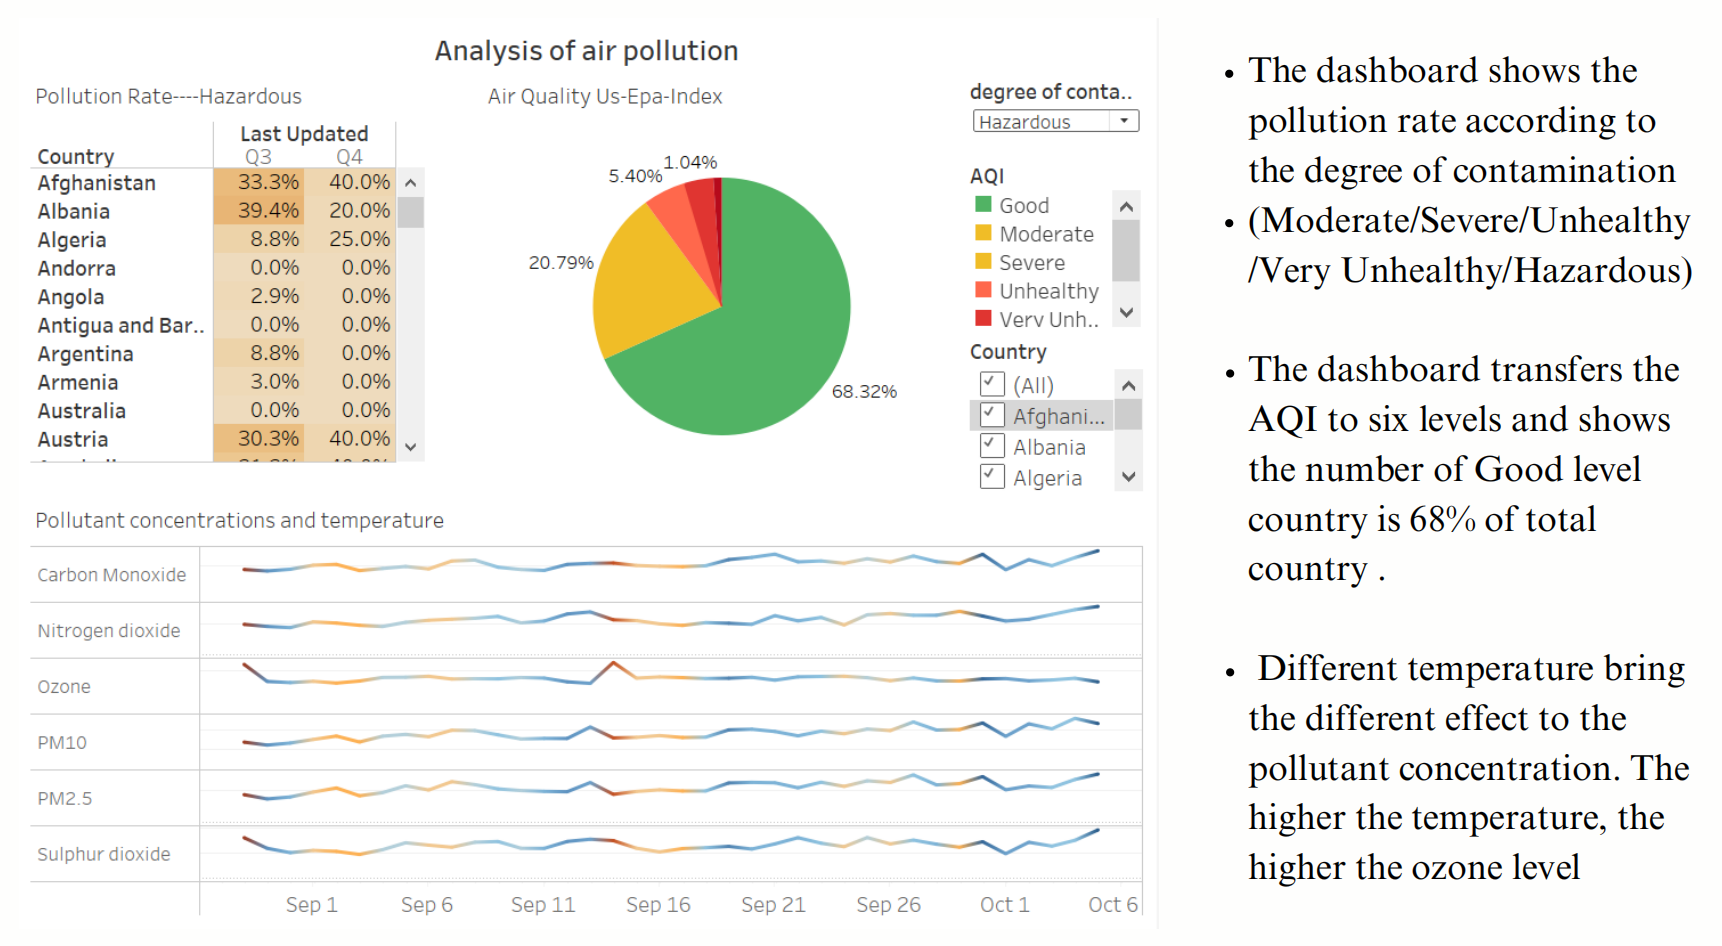 Analysis of air pollution
Pollution Rate----Hazardous
Last Updated
Country Q3 Q4
Afghanistan 33.3% 40.0%
Albania 39.4% 20.0%
Algeria 8.8% 25.0%
Andorra 0.0% 0.0%
Angola 2.9% 0.0%
Antigua and Bar.. 0.0% 0.0%
Argentina 8.8% 0.0%
Armenia 3.0% 0.0%
Australia 0.0% 0.0%
Austria 30.3% 40.0%
Air Quality Us-Epa-Index
1.04%
5.40%
20.79%
68.32%
degree of conta..
Hazardous
AQI
Good
Moderate
Severe
Unhealthy
Very Unh..
Country
(All)
Afghani...
Albania
Algeria
Pollutant concentrations and temperature
Carbon Monoxide
Nitrogen dioxide
Ozone
PM10
PM2.5
Sulphur dioxide
Sep 1 Sep 6 Sep 11 Sep 16 Sep 21 Sep 26 Oct 1 Oct 6
• The dashboard shows the
pollution rate according to
the degree of contamination
• (Moderate/Severe/Unhealthy
/Very Unhealthy/Hazardous)
• The dashboard transfers the
AQI to six levels and shows
the number of Good level
country is 68% of total
country .
• Different temperature bring
the different effect to the
pollutant concentration. The
higher the temperature, the
higher the ozone level